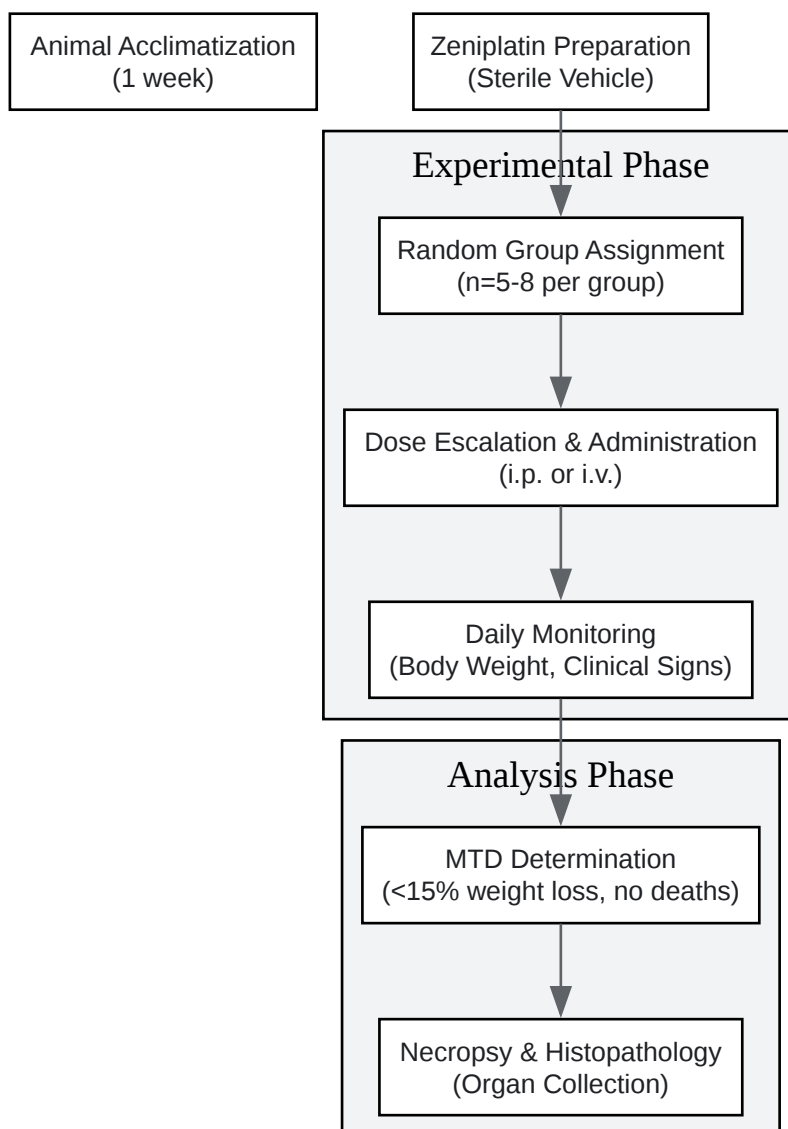 Animal Acclimatization
(1 week)
Zeniplatin Preparation
(Sterile Vehicle)
Experimental Phase
Random Group Assignment
(n=5-8 per group)
Dose Escalation & Administration
(i.p. or i.v.)
Daily Monitoring
(Body Weight, Clinical Signs)
Analysis Phase
MTD Determination
(<15% weight loss, no deaths)
Necropsy & Histopathology
(Organ Collection)